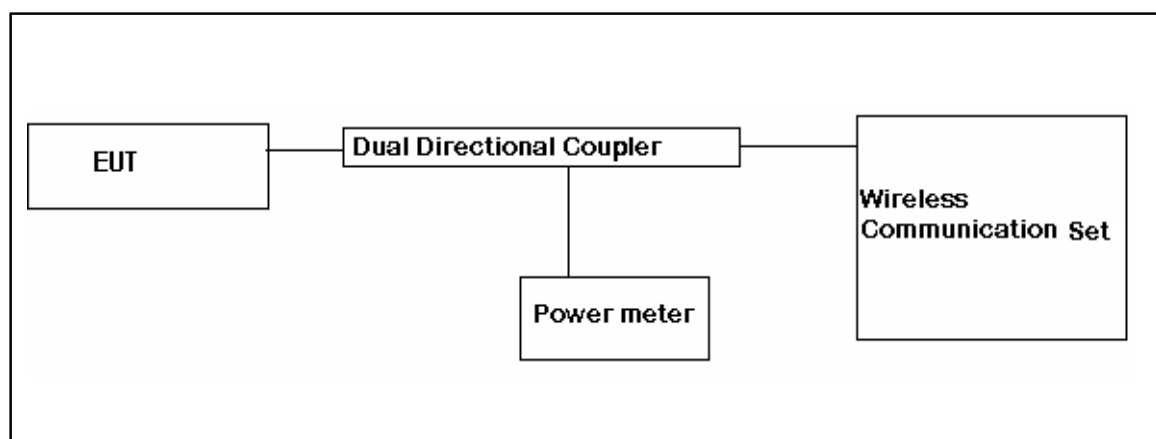 EUT
Dual Directional Coupler
Wireless
Communication Set
Power meter